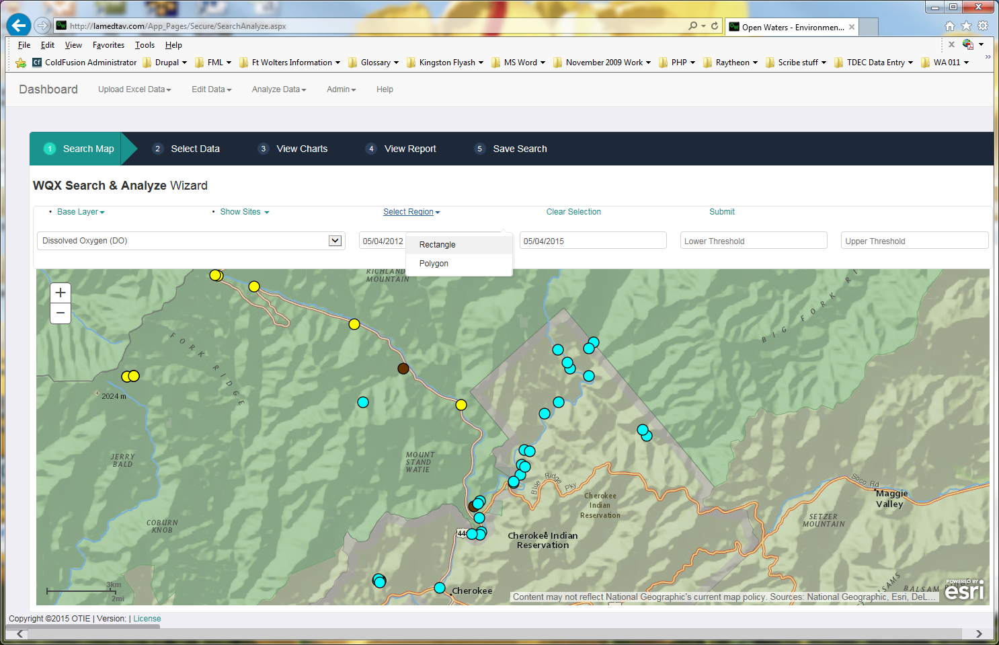 http://lamedtav.com/App_Pages/Secure/SearchAnalyze.aspx
Open Waters - Environmen...
File Edit View Favorites Tools Help
ColdFusion Administrator Drupal FML Ft Wolters Information Glossary Kingston Flyash MS Word November 2009 Work PHP Raytheon Scribe stuff TDEC Data Entry WA 011
Dashboard Upload Excel Data Edit Data Analyze Data Admin Help
1 Search Map 2 Select Data 3 View Charts 4 View Report 5 Save Search
WQX Search & Analyze Wizard
Base Layer Show Sites Select Region Clear Selection Submit
Dissolved Oxygen (DO) 05/04/2012 05/04/2015 Lower Threshold Upper Threshold
Rectangle
Polygon
RICHLAND
MOUNTAIN
+
−
FORK RIDGE
BIG FORK RI
2024 m
JERRY
BALD
MOUNT
STAND
WATIE
Blue Ridge Pky
Soco Rd
Maggie
Valley
Cherokee
Indian
Reservation
SETZER
MOUNTAIN
COBURN
KNOB
441
Cherokee Indian
Reservation
Cherokee
BALSAMS
BALSAM
3km
2mi
Content may not reflect National Geographic's current map policy. Sources: National Geographic, Esri, DeL...
POWERED BY
esri
Copyright ©2015 OTIE | Version: | License